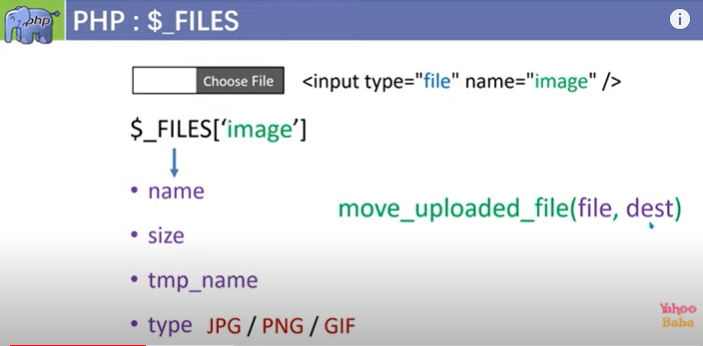 php PHP : $_FILES
Choose File <input type="file" name="image" />
$_FILES['image']
• name
move_uploaded_file(file, dest)
• size
• tmp_name
• type JPG / PNG / GIF
Yahoo
Baba